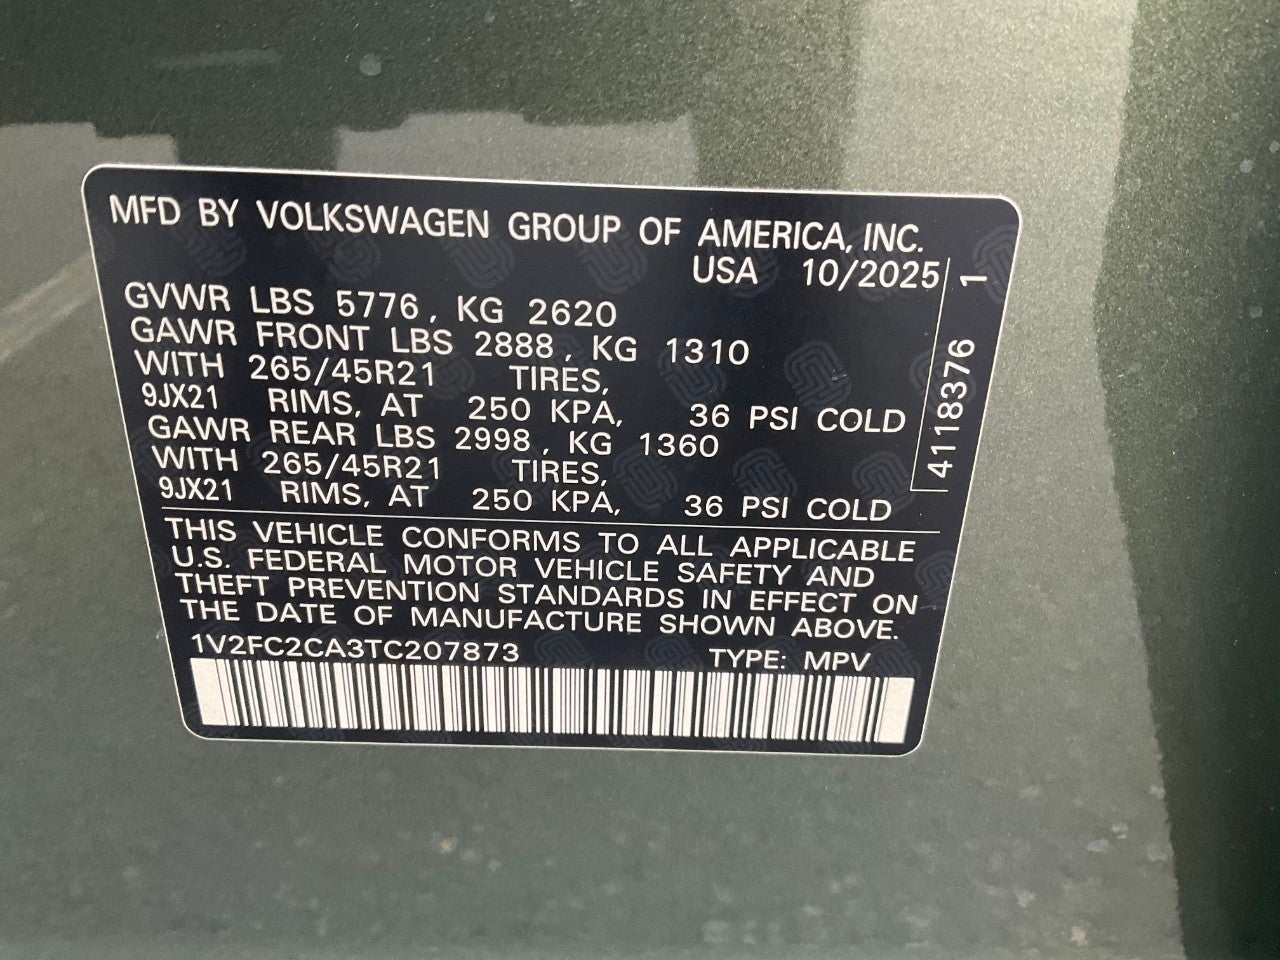 MFD BY VOLKSWAGEN GROUP OF AMERICA, INC.
USA 10/2025
GVWR LBS 5776, KG 2620
GAWR FRONT LBS 2888, KG 1310
WITH 265/45R21 TIRES,
9JX21 RIMS, AT 250 KPA, 36 PSI COLD
GAWR REAR LBS 2998, KG 1360
WITH 265/45R21 TIRES,
9JX21 RIMS, AT 250 KPA, 36 PSI COLD
4118376 1
THIS VEHICLE CONFORMS TO ALL APPLICABLE
U.S. FEDERAL MOTOR VEHICLE SAFETY AND
THEFT PREVENTION STANDARDS IN EFFECT ON
THE DATE OF MANUFACTURE SHOWN ABOVE.
1V2FC2CA3TC207873 TYPE: MPV